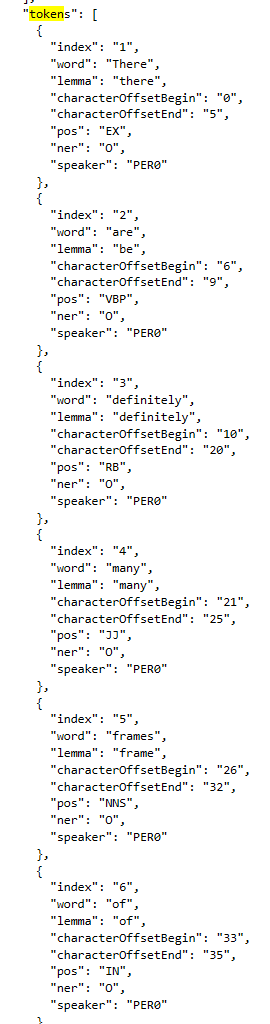 "tokens": [
{
"index": "1",
"word": "There",
"lemma": "there",
"characterOffsetBegin": "0",
"characterOffsetEnd": "5",
"pos": "EX",
"ner": "O",
"speaker": "PER0"
},
{
"index": "2",
"word": "are",
"lemma": "be",
"characterOffsetBegin": "6",
"characterOffsetEnd": "9",
"pos": "VBP",
"ner": "O",
"speaker": "PER0"
},
{
"index": "3",
"word": "definitely",
"lemma": "definitely",
"characterOffsetBegin": "10",
"characterOffsetEnd": "20",
"pos": "RB",
"ner": "O",
"speaker": "PER0"
},
{
"index": "4",
"word": "many",
"lemma": "many",
"characterOffsetBegin": "21",
"characterOffsetEnd": "25",
"pos": "JJ",
"ner": "O",
"speaker": "PER0"
},
{
"index": "5",
"word": "frames",
"lemma": "frame",
"characterOffsetBegin": "26",
"characterOffsetEnd": "32",
"pos": "NNS",
"ner": "O",
"speaker": "PER0"
},
{
"index": "6",
"word": "of",
"lemma": "of",
"characterOffsetBegin": "33",
"characterOffsetEnd": "35",
"pos": "IN",
"ner": "O",
"speaker": "PER0"